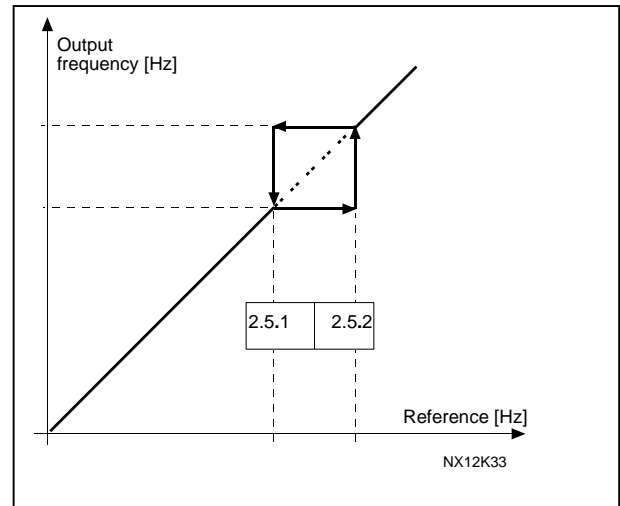 Output
frequency [Hz]
2.5.1
2.5.2
Reference [Hz]
NX12K33